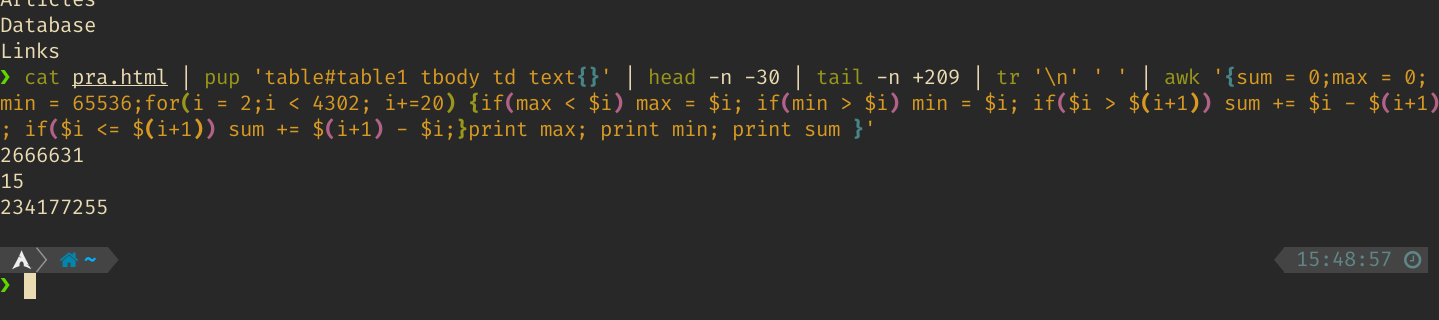 Articles
Database
Links
❯ cat pra.html | pup 'table#table1 tbody td text{}' | head -n -30 | tail -n +209 | tr '\n' ' ' | awk '{sum = 0;max = 0;
min = 65536;for(i = 2;i < 4302; i+=20) {if(max < $i) max = $i; if(min > $i) min = $i; if($i > $(i+1)) sum += $i - $(i+1)
; if($i <= $(i+1)) sum += $(i+1) - $i;}print max; print min; print sum }'
2666631
15
234177255
~ 15:48:57
❯